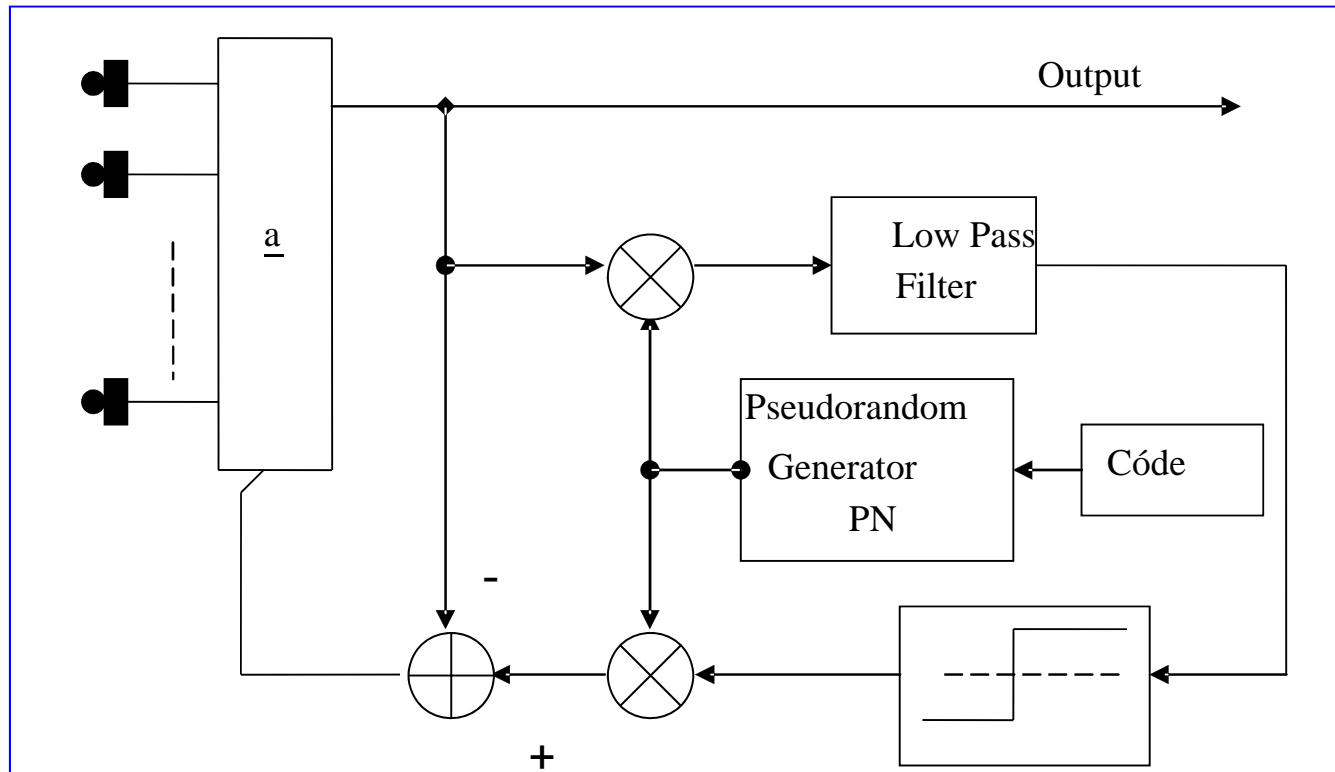 Output
a
Low Pass
Filter
Pseudorandom
Generator
PN
Códe
-
+